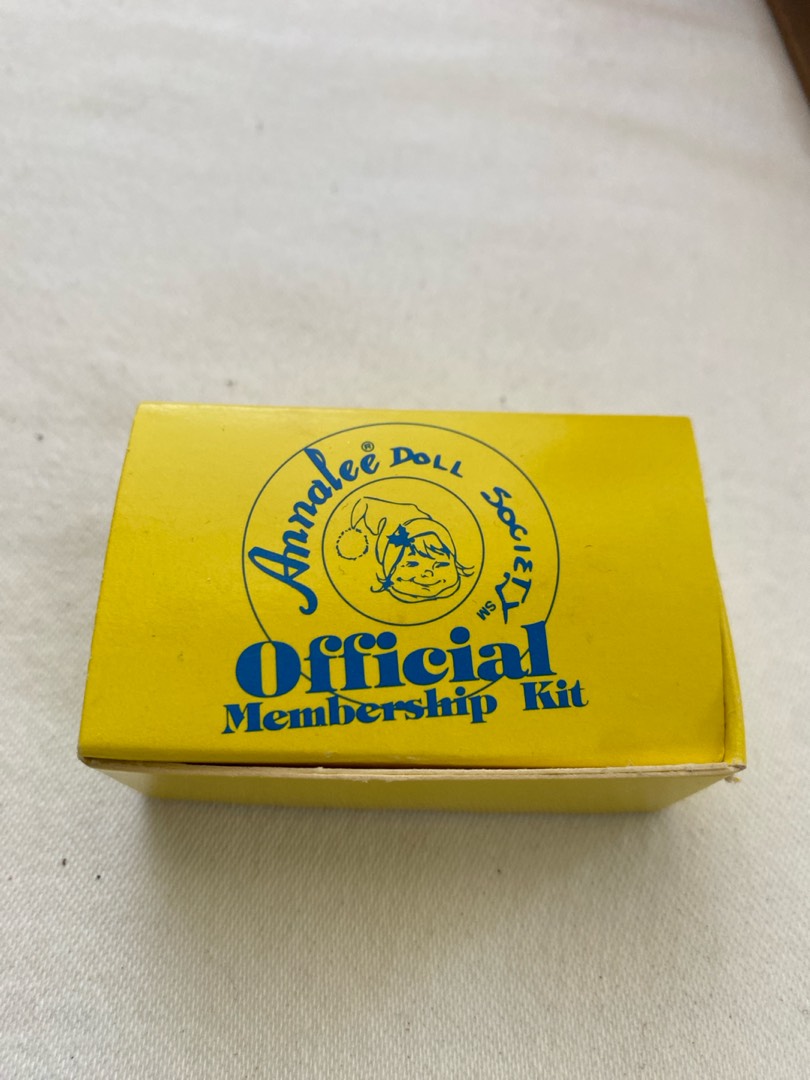 Annalee® DOLL SOCIETY℠
Official
Membership Kit